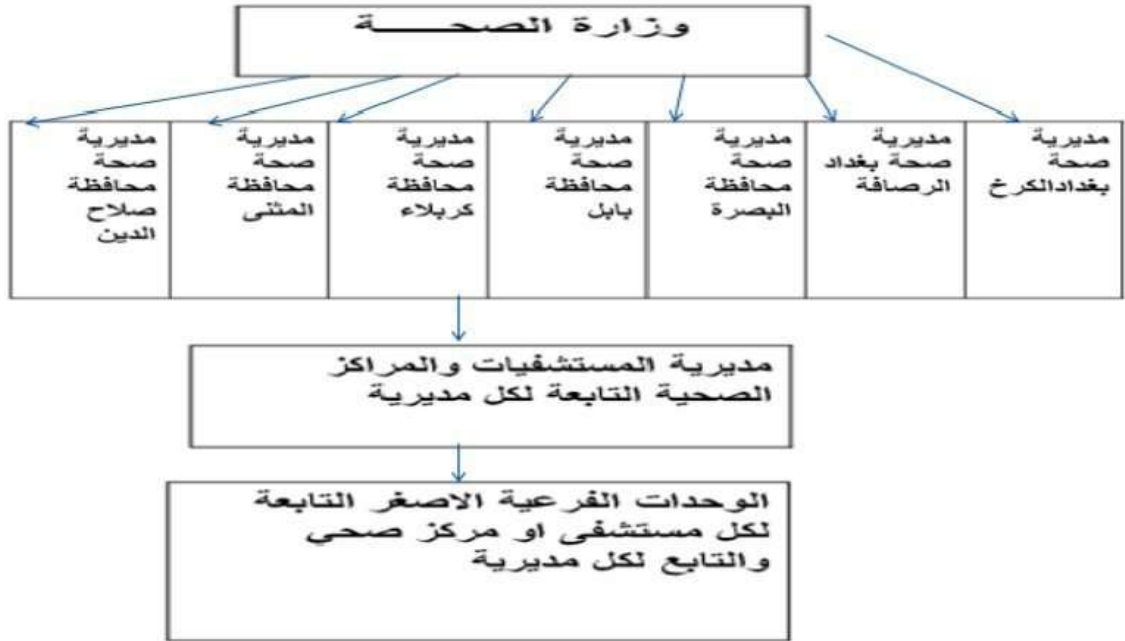 وزارة الصحـــــة
مديرية
صحة
بغدادالكرخ
مديرية
صحة بغداد
الرصافة
مديرية
صحة
محافظة
البصرة
مديرية
صحة
محافظة
بابل
مديرية
صحة
محافظة
كربلاء
مديرية
صحة
محافظة
المثنى
مديرية
صحة
محافظة
صلاح
الدين
مديرية المستشفيات والمراكز
الصحية التابعة لكل مديرية
الوحدات الفرعية الاصغر التابعة
لكل مستشفى او مركز صحي
والتابع لكل مديرية